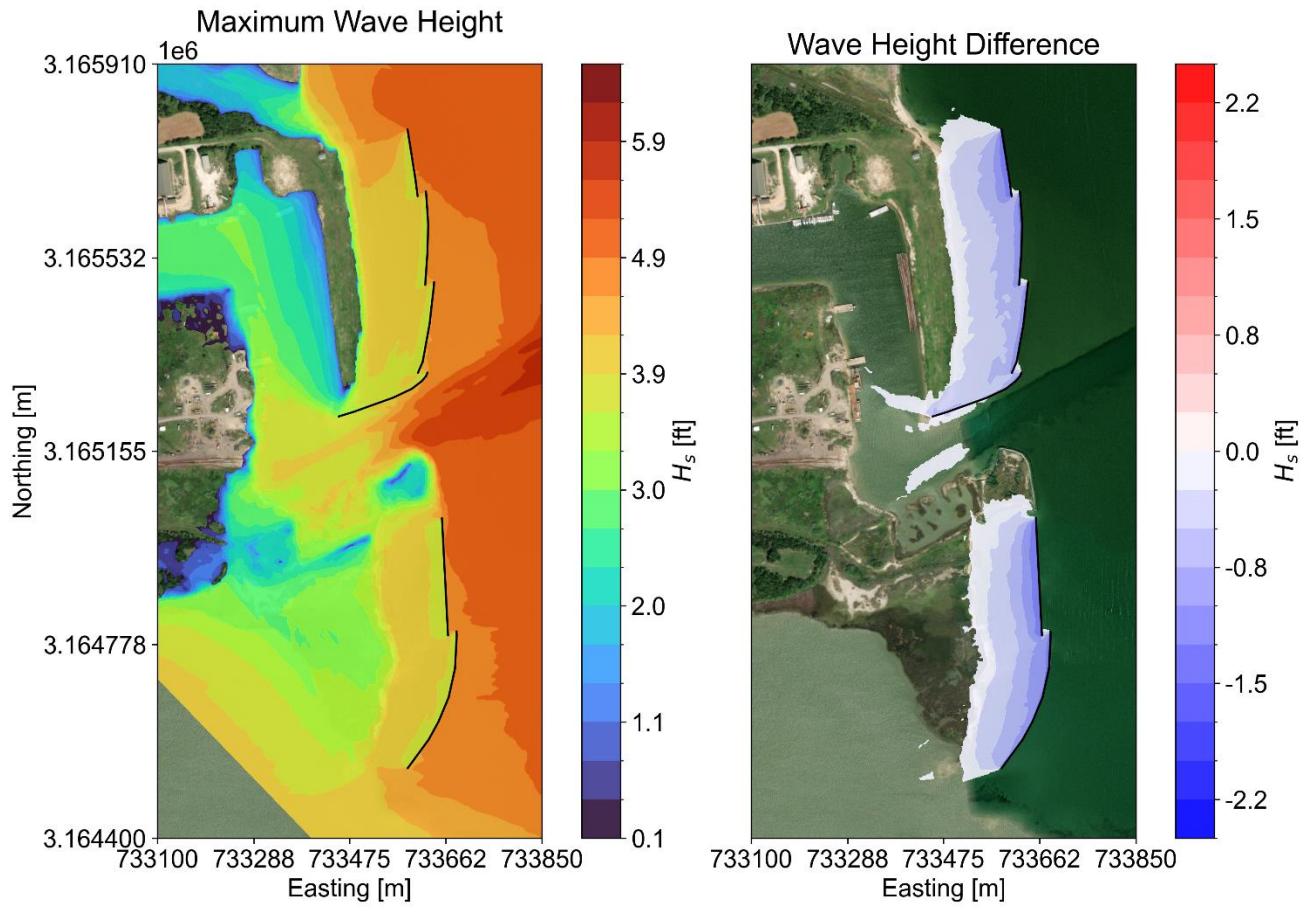 Maximum Wave Height
1e6
3.165910
3.165532
3.165155
3.164778
3.164400
Northing [m]
733100 733288 733475 733662 733850
Easting [m]
5.9
4.9
3.9
3.0
2.0
1.1
0.1
Hs [ft]
Wave Height Difference
733100 733288 733475 733662 733850
Easting [m]
2.2
1.5
0.8
0.0
-0.8
-1.5
-2.2
Hs [ft]